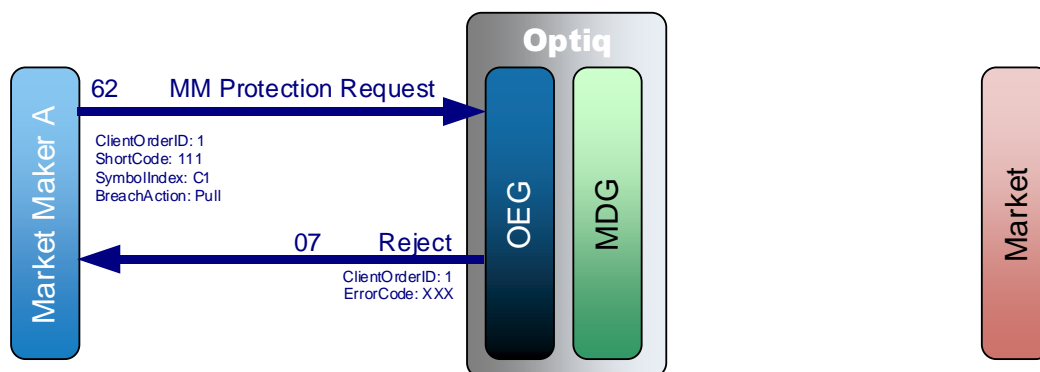 Optiq
62 MM Protection Request
ClientOrderID: 1
ShortCode: 111
SymbolIndex: C1
BreachAction: Pull
07 Reject
ClientOrderID: 1
ErrorCode: XXX
Market Maker A
OEG
MDG
Market